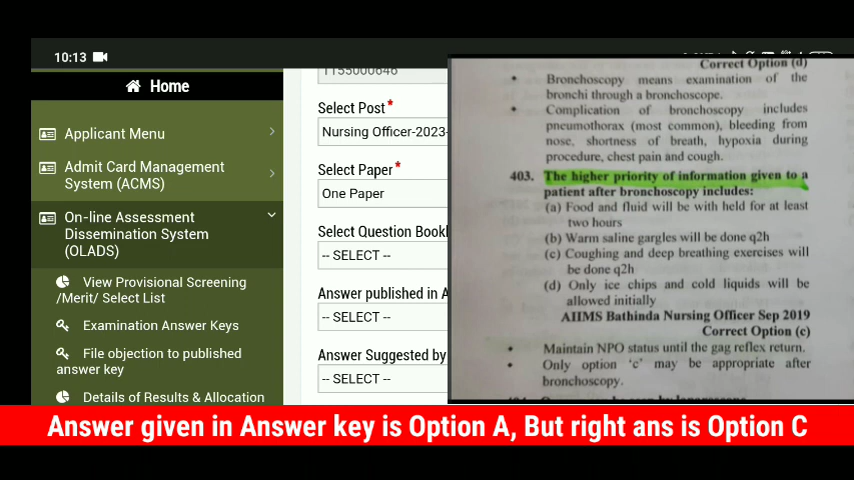 10:13
Home
Applicant Menu
Admit Card Management
System (ACMS)
On-line Assessment
Dissemination System
(OLADS)
View Provisional Screening
/Merit/ Select List
Examination Answer Keys
File objection to published
answer key
Details of Results & Allocation
1155000646
Select Post*
Nursing Officer-2023-
Select Paper*
One Paper
Select Question Bookl
-- SELECT --
Answer published in A
-- SELECT --
Answer Suggested by
-- SELECT --
Correct Option (d)
• Bronchoscopy means examination of the
bronchi through a bronchoscope.
• Complication of bronchoscopy includes
pneumothorax (most common), bleeding from
nose, shortness of breath, hypoxia during
procedure, chest pain and cough.
403. The higher priority of information given to a
patient after bronchoscopy includes:
(a) Food and fluid will be with held for at least
two hours
(b) Warm saline gargles will be done q2h
(c) Coughing and deep breathing exercises will
be done q2h
(d) Only ice chips and cold liquids will be
allowed initially
AIIMS Bathinda Nursing Officer Sep 2019
Correct Option (c)
• Maintain NPO status until the gag reflex return.
• Only option 'c' may be appropriate after
bronchoscopy.
Answer given in Answer key is Option A, But right ans is Option C